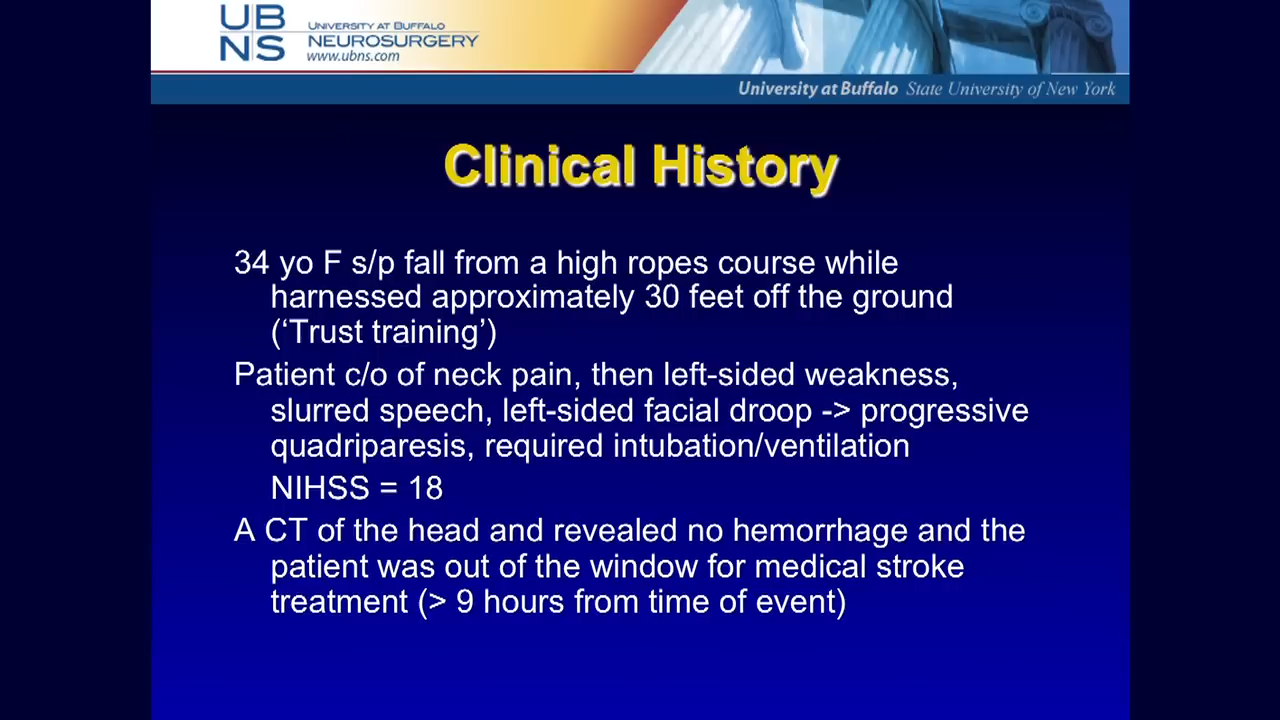 UB
NS
UNIVERSITY AT BUFFALO
NEUROSURGERY
www.ubns.com
University at Buffalo State University of New York
Clinical History
34 yo F s/p fall from a high ropes course while
harnessed approximately 30 feet off the ground
(‘Trust training’)
Patient c/o of neck pain, then left-sided weakness,
slurred speech, left-sided facial droop -> progressive
quadriparesis, required intubation/ventilation
NIHSS = 18
A CT of the head and revealed no hemorrhage and the
patient was out of the window for medical stroke
treatment (> 9 hours from time of event)